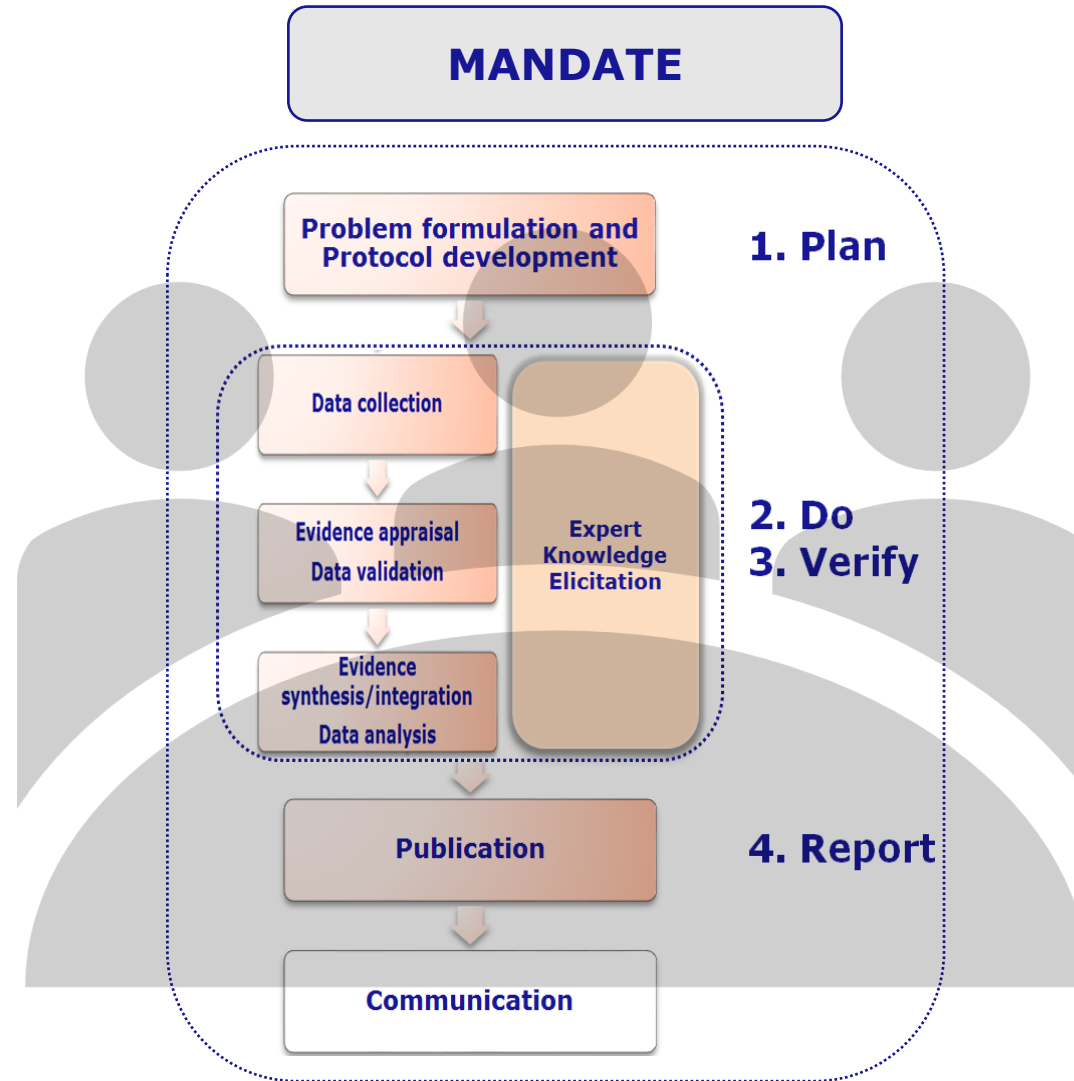 MANDATE
Problem formulation and
Protocol development
1. Plan
Data collection
Evidence appraisal
Data validation
Evidence
synthesis/integration
Data analysis
Expert
Knowledge
Elicitation
2. Do
3. Verify
Publication
4. Report
Communication